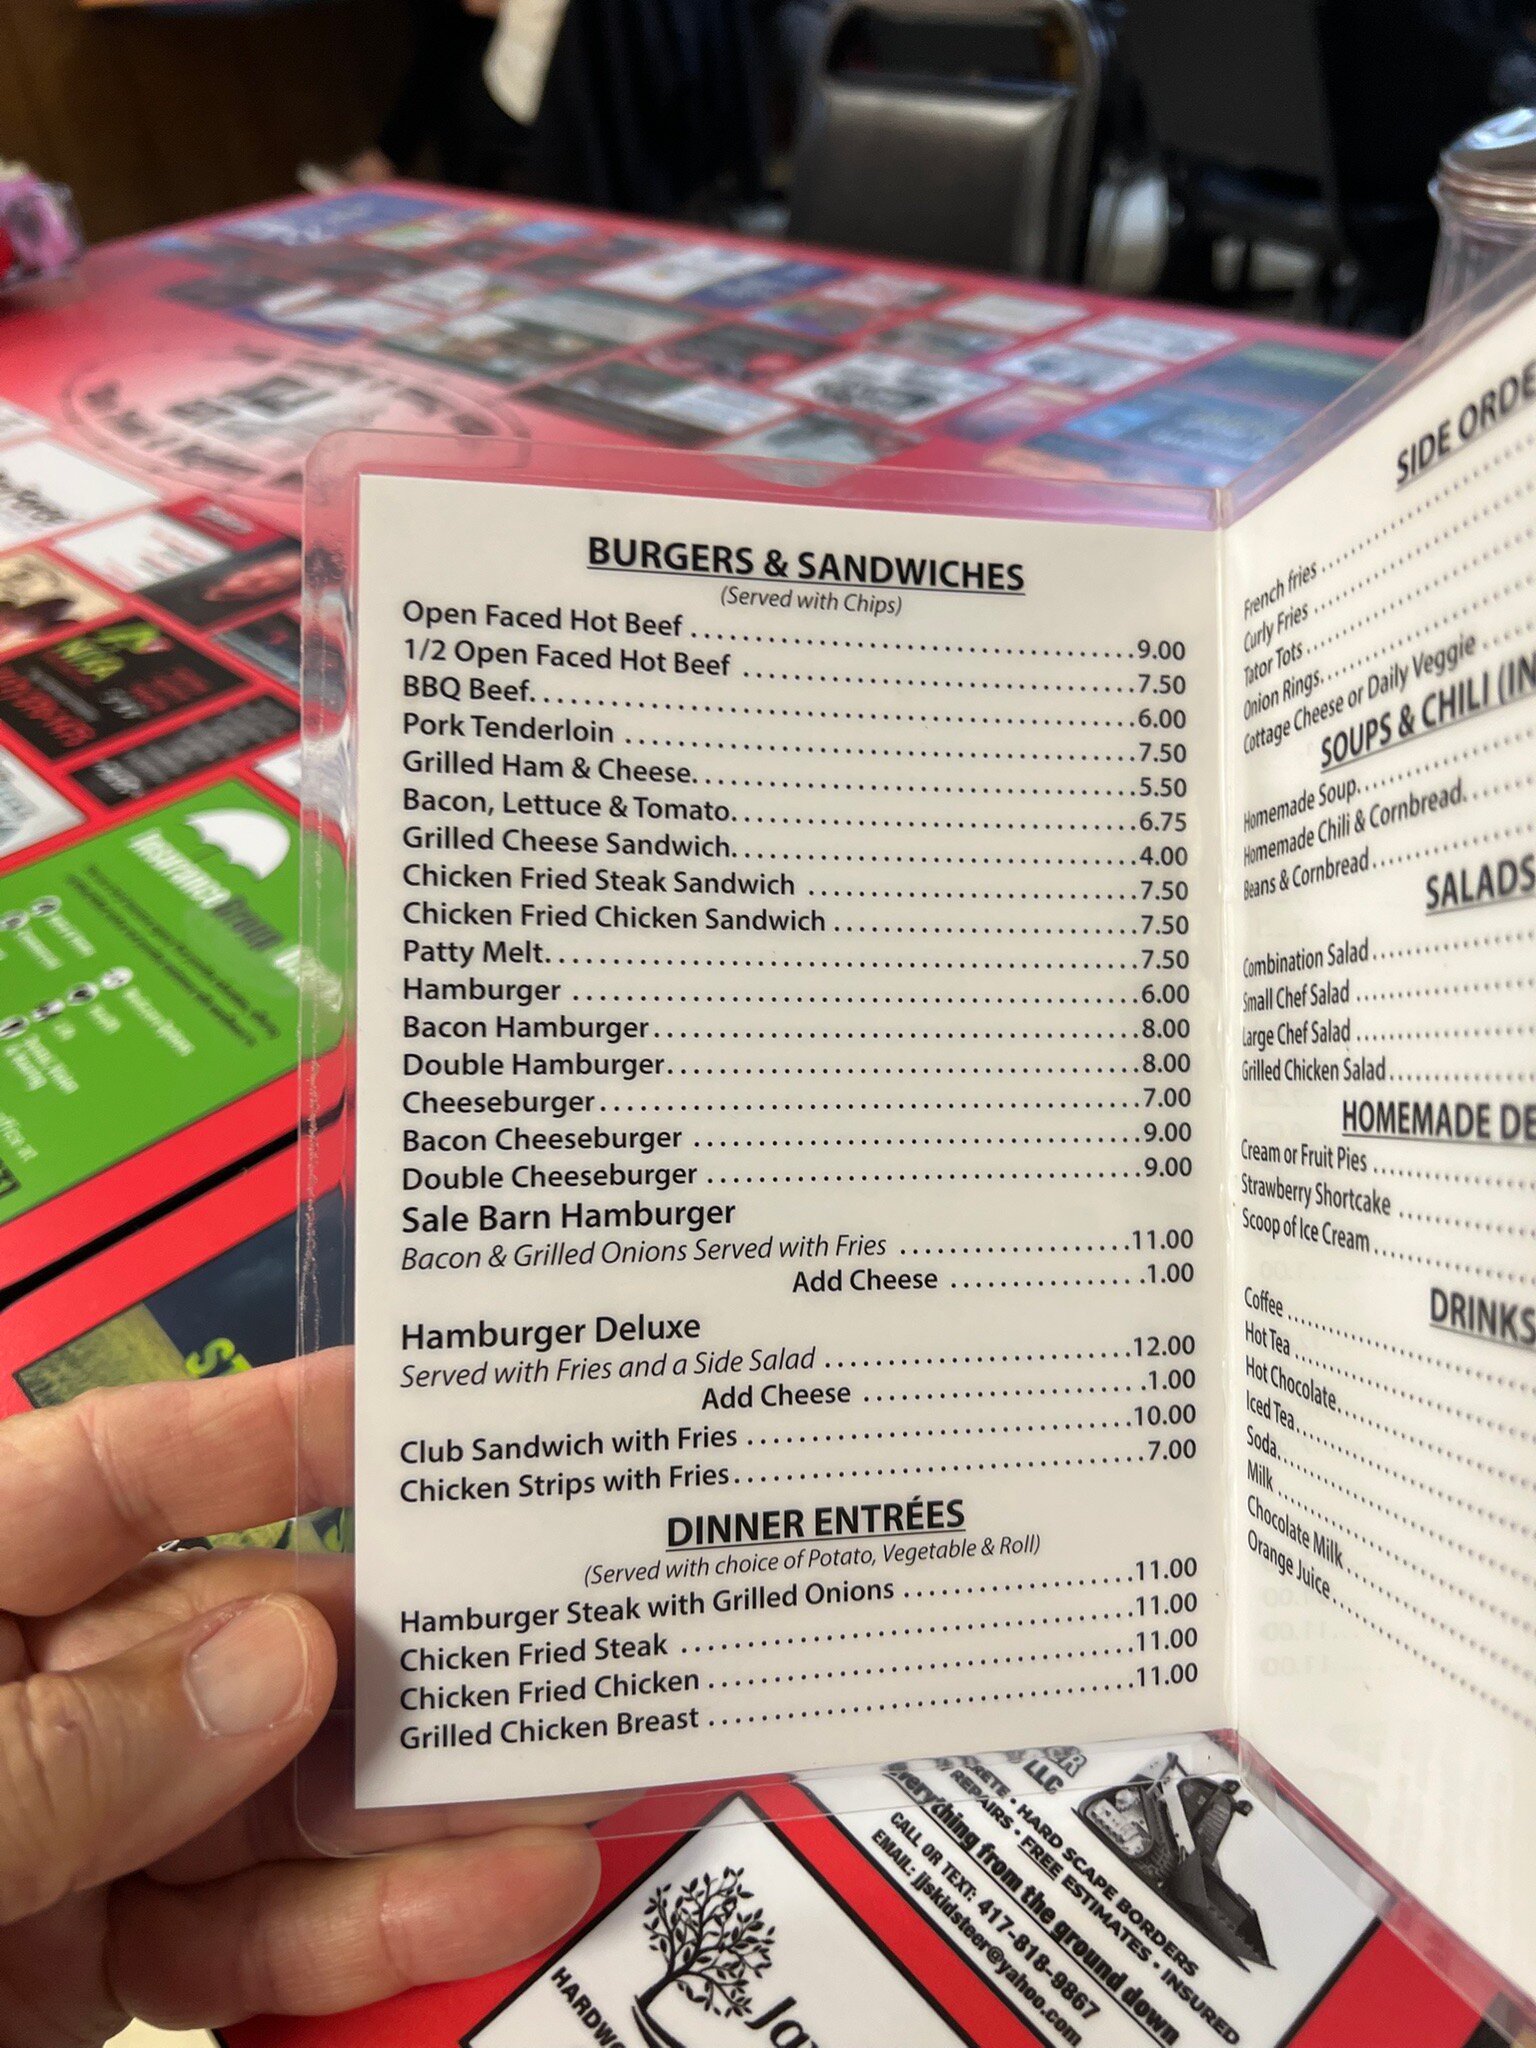 BURGERS & SANDWICHES
(Served with Chips)
Open Faced Hot Beef ........ 9.00
1/2 Open Faced Hot Beef ........ 7.50
BBQ Beef ........ 6.00
Pork Tenderloin ........ 7.50
Grilled Ham & Cheese ........ 5.50
Bacon, Lettuce & Tomato ........ 6.75
Grilled Cheese Sandwich ........ 4.00
Chicken Fried Steak Sandwich ........ 7.50
Chicken Fried Chicken Sandwich ........ 7.50
Patty Melt ........ 7.50
Hamburger ........ 6.00
Bacon Hamburger ........ 8.00
Double Hamburger ........ 8.00
Cheeseburger ........ 7.00
Bacon Cheeseburger ........ 9.00
Double Cheeseburger ........ 9.00
Sale Barn Hamburger
Bacon & Grilled Onions Served with Fries ........ 11.00
Add Cheese ........ 1.00
Hamburger Deluxe
Served with Fries and a Side Salad ........ 12.00
Add Cheese ........ 1.00
Club Sandwich with Fries ........ 10.00
Chicken Strips with Fries ........ 7.00
DINNER ENTRÉES
(Served with choice of Potato, Vegetable & Roll)
Hamburger Steak with Grilled Onions ........ 11.00
Chicken Fried Steak ........ 11.00
Chicken Fried Chicken ........ 11.00
Grilled Chicken Breast ........ 11.00
SIDE ORDE
French fries
Curly Fries
Tator Tots
Onion Rings
Cottage Cheese or Daily Veggie
SOUPS & CHILI (IN
Homemade Soup
Homemade Chili & Cornbread
Beans & Cornbread
SALADS
Combination Salad
Small Chef Salad
Large Chef Salad
Grilled Chicken Salad
HOMEMADE DE
Cream or Fruit Pies
Strawberry Shortcake
Scoop of Ice Cream
DRINKS
Coffee
Hot Tea
Hot Chocolate
Iced Tea
Soda
Milk
Chocolate Milk
Orange Juice
Insurance Group
LLC
CRETE • HARD SCAPE BORDERS
REPAIRS • FREE ESTIMATES • INSURED
everything from the ground down
CALL OR TEXT: 417-818-9867
EMAIL: jjskidsteer@yahoo.com
Ja
HARDWO